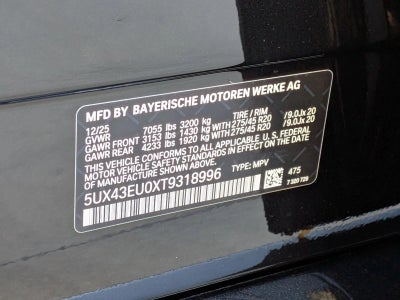 MFD BY BAYERISCHE MOTOREN WERKE AG
12/25 TIRE / RIM
GVWR 7055 lbs 3200 kg
GAWR FRONT 3153 lbs 1430 kg WITH 275/45 R20 / 9.0Jx 20
GAWR REAR 4233 lbs 1920 kg WITH 275/45 R20 / 9.0Jx 20
THIS VEHICLE CONFORMS TO ALL APPLICABLE U.S. FEDERAL
MOTOR VEHICLE SAFETY STANDARDS IN EFFECT ON THE
DATE OF MANUFACTURE SHOWN ABOVE.
5UX43EU0XT9318996 TYPE: MPV
475
7 320 729